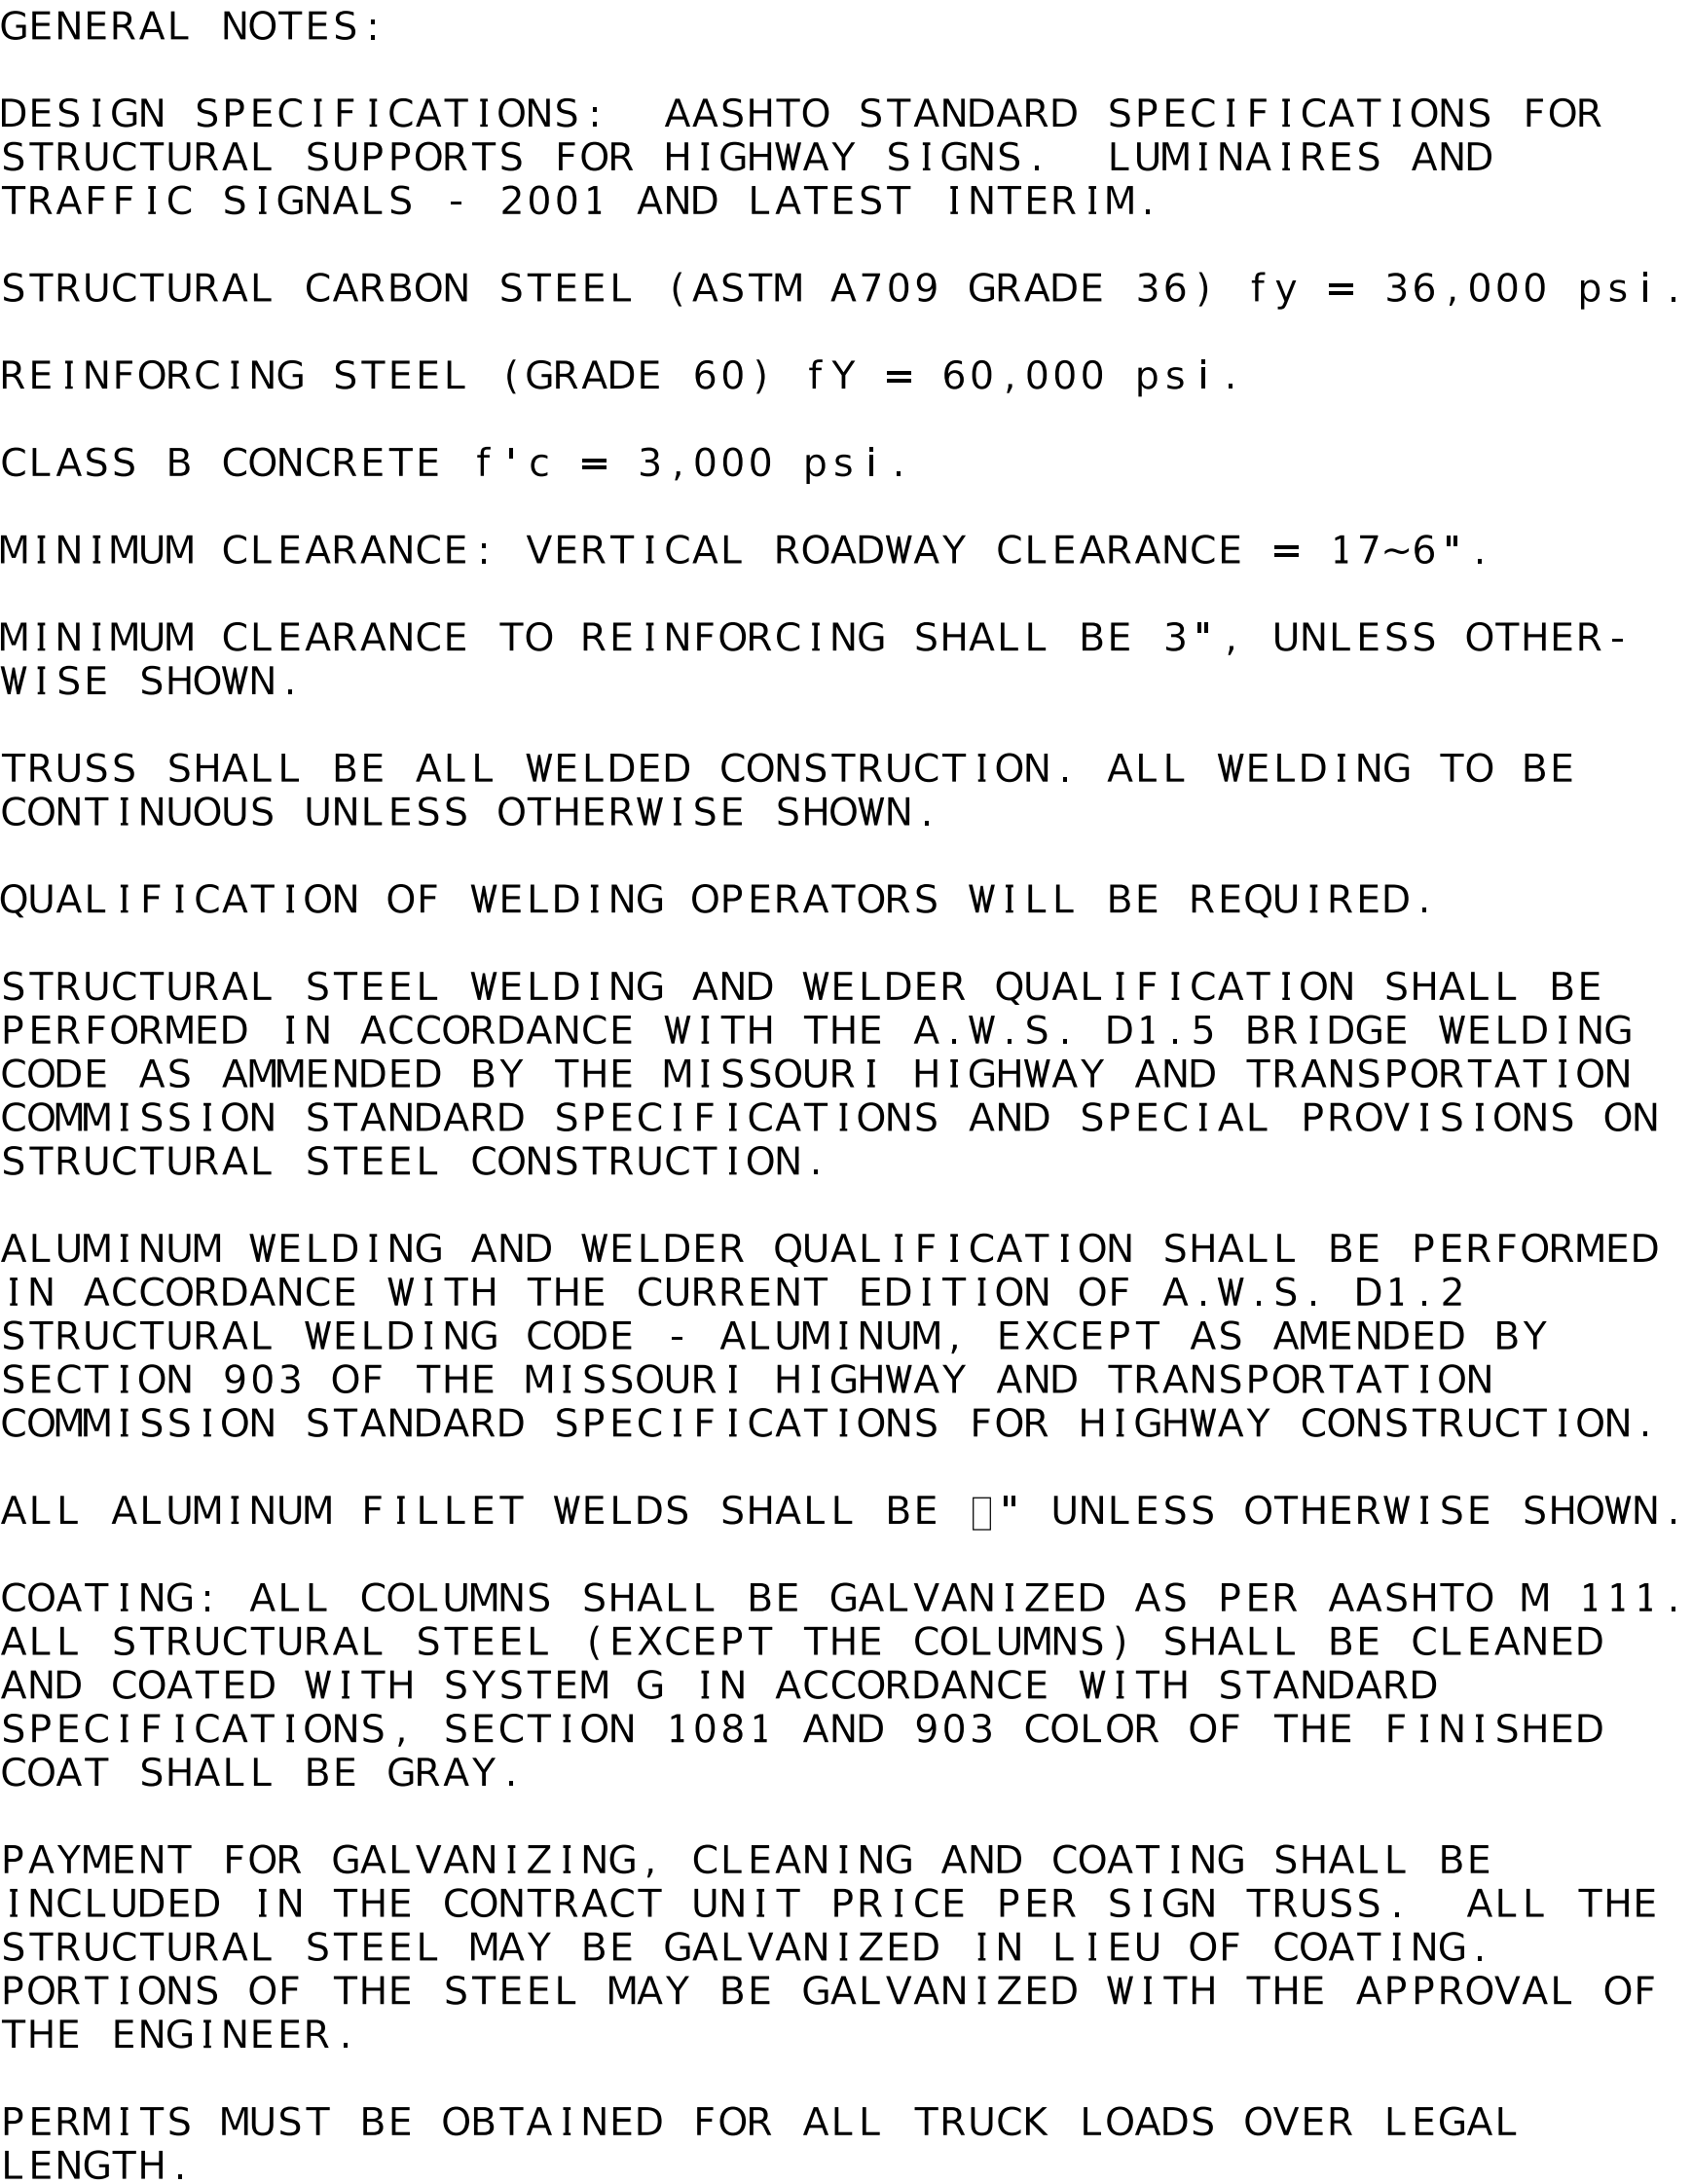 GENERAL NOTES:
DESIGN SPECIFICATIONS:  AASHTO STANDARD SPECIFICATIONS FOR
STRUCTURAL SUPPORTS FOR HIGHWAY SIGNS.  LUMINAIRES AND
TRAFFIC SIGNALS - 2001 AND LATEST INTERIM.
STRUCTURAL CARBON STEEL (ASTM A709 GRADE 36) fy = 36,000 psi.
REINFORCING STEEL (GRADE 60) fY = 60,000 psi.
CLASS B CONCRETE f'c = 3,000 psi.
MINIMUM CLEARANCE: VERTICAL ROADWAY CLEARANCE = 17~6".
MINIMUM CLEARANCE TO REINFORCING SHALL BE 3", UNLESS OTHER-
WISE SHOWN.
TRUSS SHALL BE ALL WELDED CONSTRUCTION. ALL WELDING TO BE
CONTINUOUS UNLESS OTHERWISE SHOWN.
QUALIFICATION OF WELDING OPERATORS WILL BE REQUIRED.
STRUCTURAL STEEL WELDING AND WELDER QUALIFICATION SHALL BE
PERFORMED IN ACCORDANCE WITH THE A.W.S. D1.5 BRIDGE WELDING
CODE AS AMMENDED BY THE MISSOURI HIGHWAY AND TRANSPORTATION
COMMISSION STANDARD SPECIFICATIONS AND SPECIAL PROVISIONS ON
STRUCTURAL STEEL CONSTRUCTION.
ALUMINUM WELDING AND WELDER QUALIFICATION SHALL BE PERFORMED
IN ACCORDANCE WITH THE CURRENT EDITION OF A.W.S. D1.2
STRUCTURAL WELDING CODE - ALUMINUM, EXCEPT AS AMENDED BY
SECTION 903 OF THE MISSOURI HIGHWAY AND TRANSPORTATION
COMMISSION STANDARD SPECIFICATIONS FOR HIGHWAY CONSTRUCTION.
ALL ALUMINUM FILLET WELDS SHALL BE " UNLESS OTHERWISE SHOWN.
COATING: ALL COLUMNS SHALL BE GALVANIZED AS PER AASHTO M 111.
ALL STRUCTURAL STEEL (EXCEPT THE COLUMNS) SHALL BE CLEANED
AND COATED WITH SYSTEM G IN ACCORDANCE WITH STANDARD
SPECIFICATIONS, SECTION 1081 AND 903 COLOR OF THE FINISHED
COAT SHALL BE GRAY.
PAYMENT FOR GALVANIZING, CLEANING AND COATING SHALL BE
INCLUDED IN THE CONTRACT UNIT PRICE PER SIGN TRUSS.  ALL THE
STRUCTURAL STEEL MAY BE GALVANIZED IN LIEU OF COATING.
PORTIONS OF THE STEEL MAY BE GALVANIZED WITH THE APPROVAL OF
THE ENGINEER.
PERMITS MUST BE OBTAINED FOR ALL TRUCK LOADS OVER LEGAL
LENGTH.